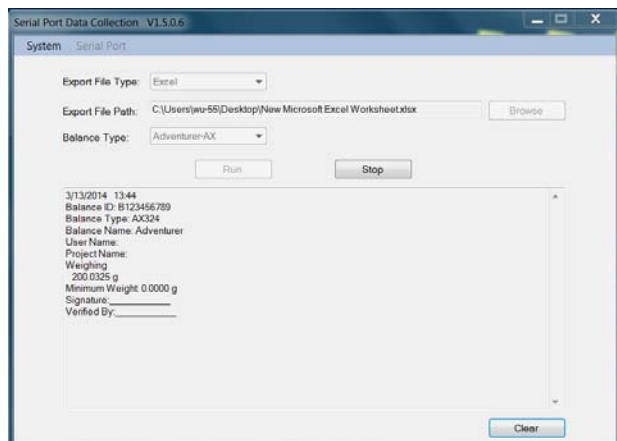 Serial Port Data Collection V1.5.0.6
System Serial Port
Export File Type: Excel
Export File Path: C:\Users\wu-55\Desktop\New Microsoft Excel Worksheet.xlsx Browse
Balance Type: Adventurer-AX
Run Stop
3/13/2014 13:44
Balance ID: B123456789
Balance Type: AX324
Balance Name: Adventurer
User Name:
Project Name:
Weighing
200.0325 g
Minimum Weight: 0.0000 g
Signature:____________
Verified By:____________
Clear